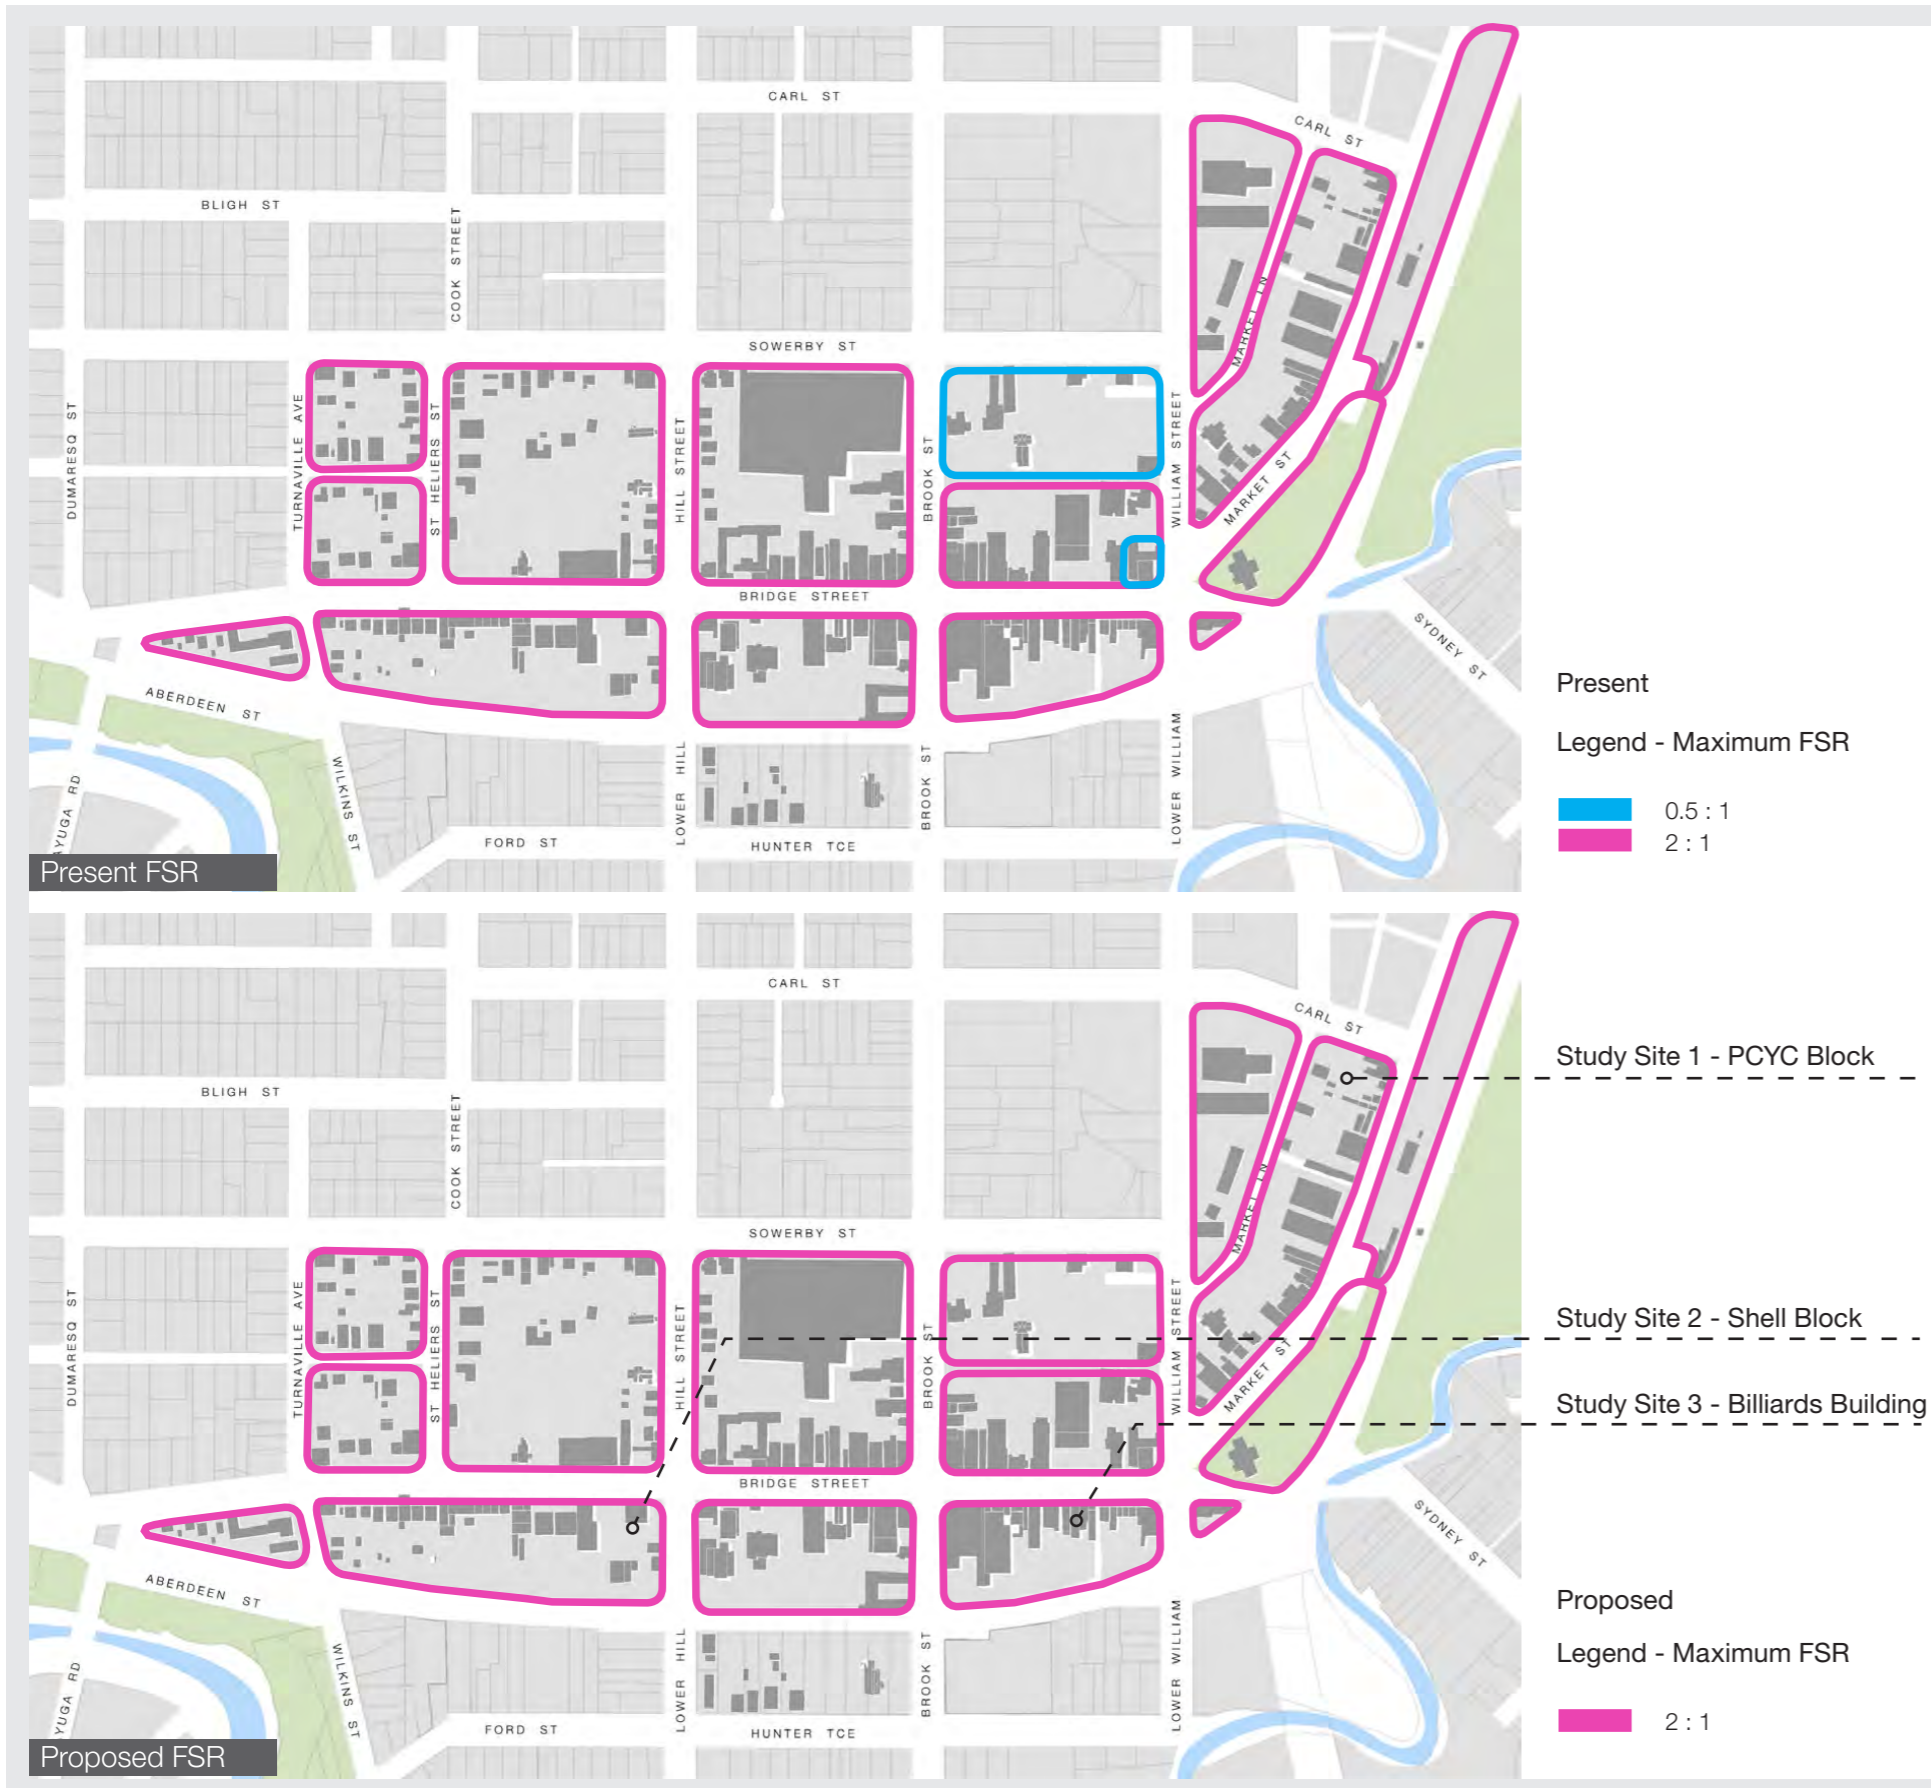 CARL ST
CARL ST
BLIGH ST
COOK STREET
MARKET LN
SOWERBY ST
DUMARESQ ST
TURNAVILLE AVE
ST HELIERS ST
HILL STREET
BROOK ST
WILLIAM STREET
MARKET ST
BRIDGE STREET
SYDNEY ST
ABERDEEN ST
WILKINS ST
LOWER HILL
BROOK ST
LOWER WILLIAM
YUGA RD
FORD ST
HUNTER TCE
Present FSR
Present
Legend - Maximum FSR
0.5 : 1
2 : 1
CARL ST
CARL ST
Study Site 1 - PCYC Block
BLIGH ST
COOK STREET
MARKET LN
SOWERBY ST
DUMARESQ ST
TURNAVILLE AVE
ST HELIERS ST
HILL STREET
BROOK ST
WILLIAM STREET
MARKET ST
Study Site 2 - Shell Block
Study Site 3 - Billiards Building
BRIDGE STREET
SYDNEY ST
ABERDEEN ST
WILKINS ST
LOWER HILL
BROOK ST
LOWER WILLIAM
YUGA RD
FORD ST
HUNTER TCE
Proposed FSR
Proposed
Legend - Maximum FSR
2 : 1